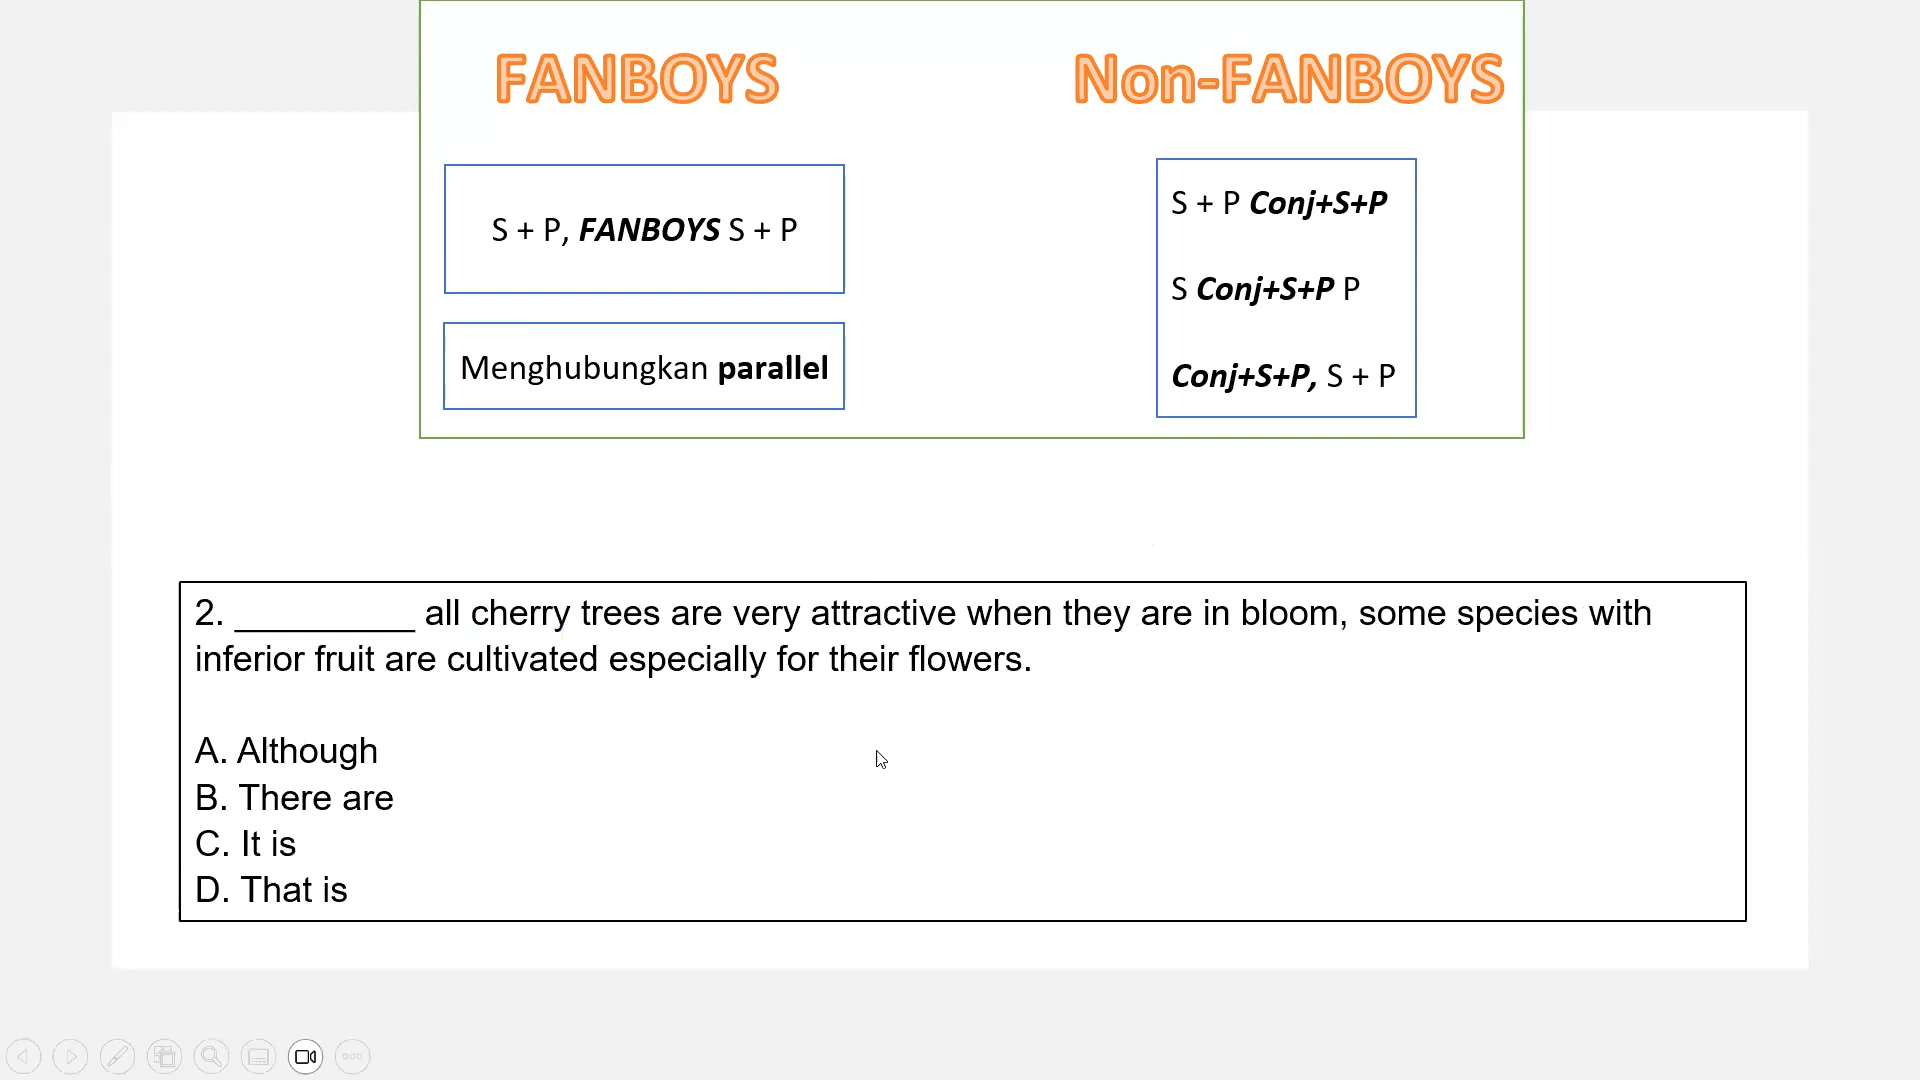 FANBOYS
Non-FANBOYS
S + P, FANBOYS S + P
Menghubungkan parallel
S + P Conj+S+P
S Conj+S+P P
Conj+S+P, S + P
2. _________ all cherry trees are very attractive when they are in bloom, some species with
inferior fruit are cultivated especially for their flowers.
A. Although
B. There are
C. It is
D. That is